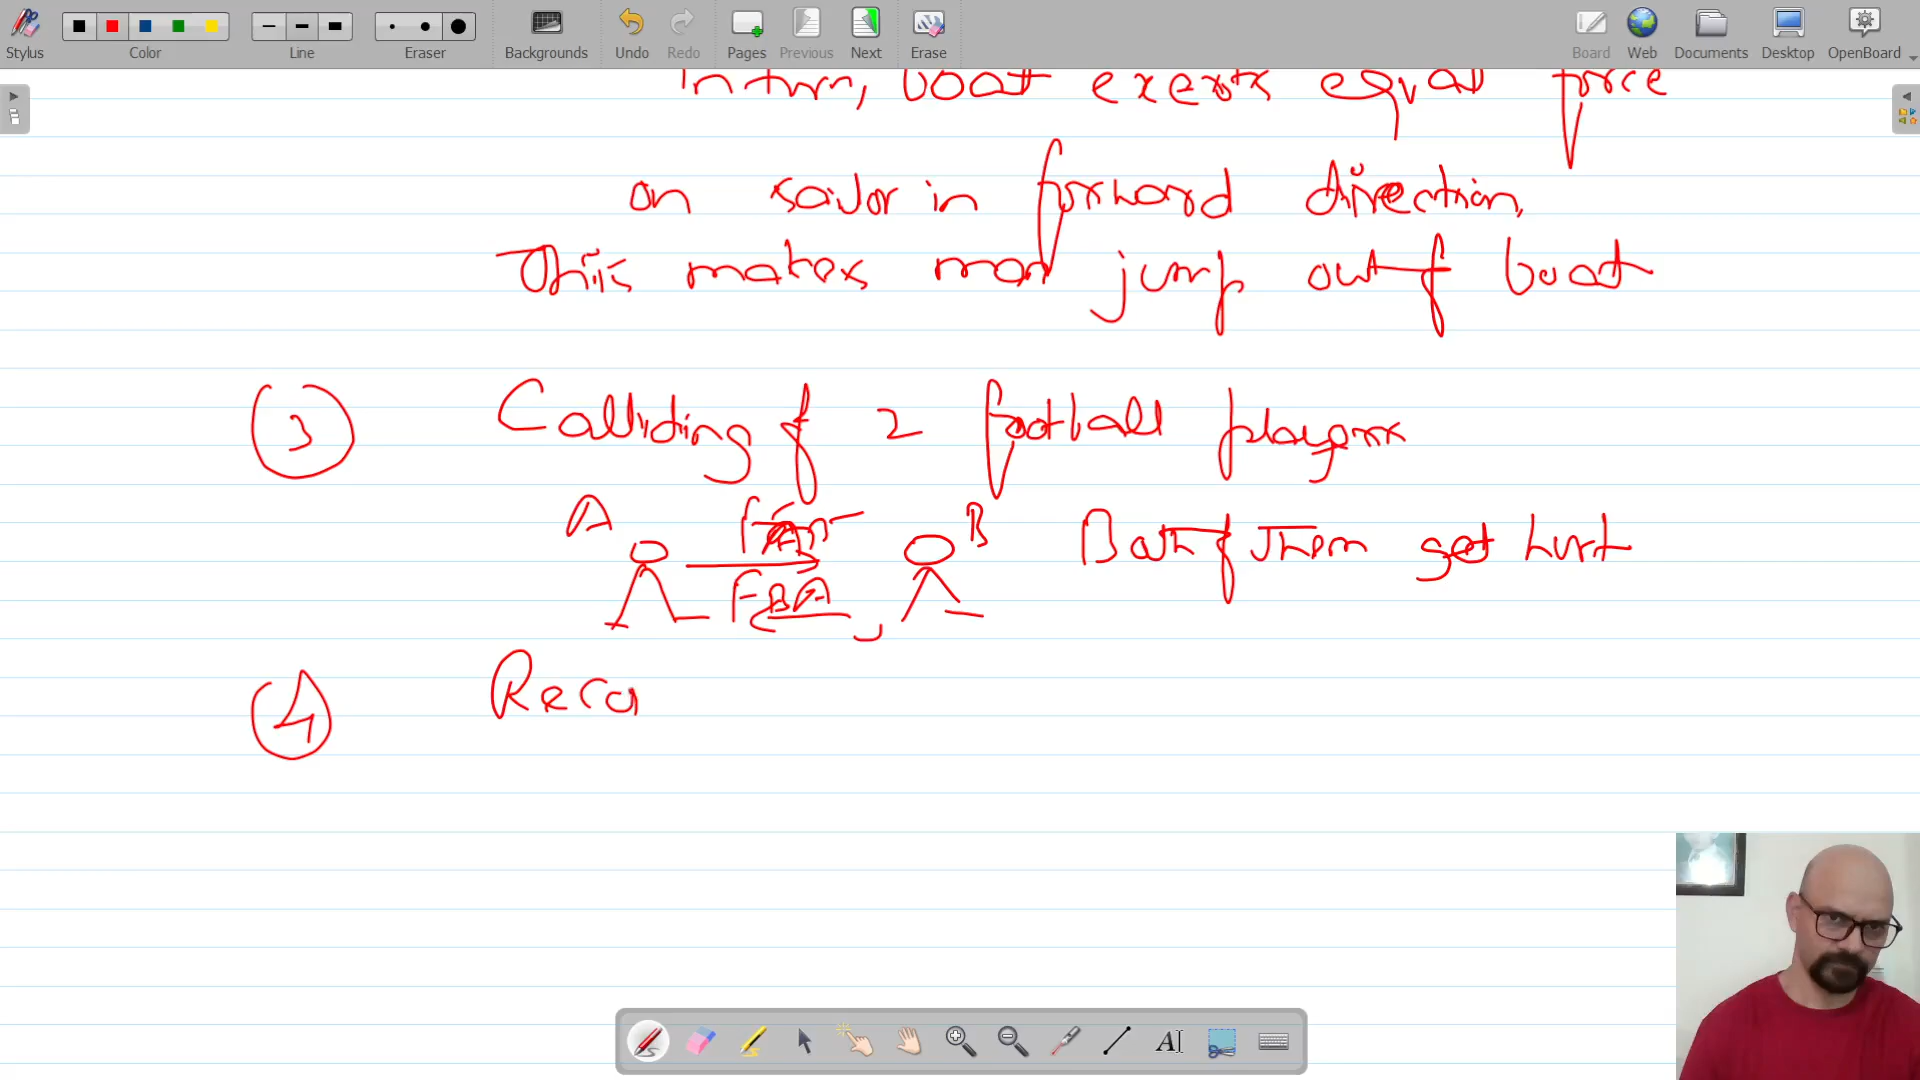 Stylus Color Line Eraser Backgrounds Undo Redo Pages Previous Next Erase Board Web Documents Desktop OpenBoard
In turn, boat exerts equal force
on sailor in forward direction,
This makes man jump out of boat
3 Colliding of 2 football players
A FAB B Both of them get hurt
FBA
4 Reco